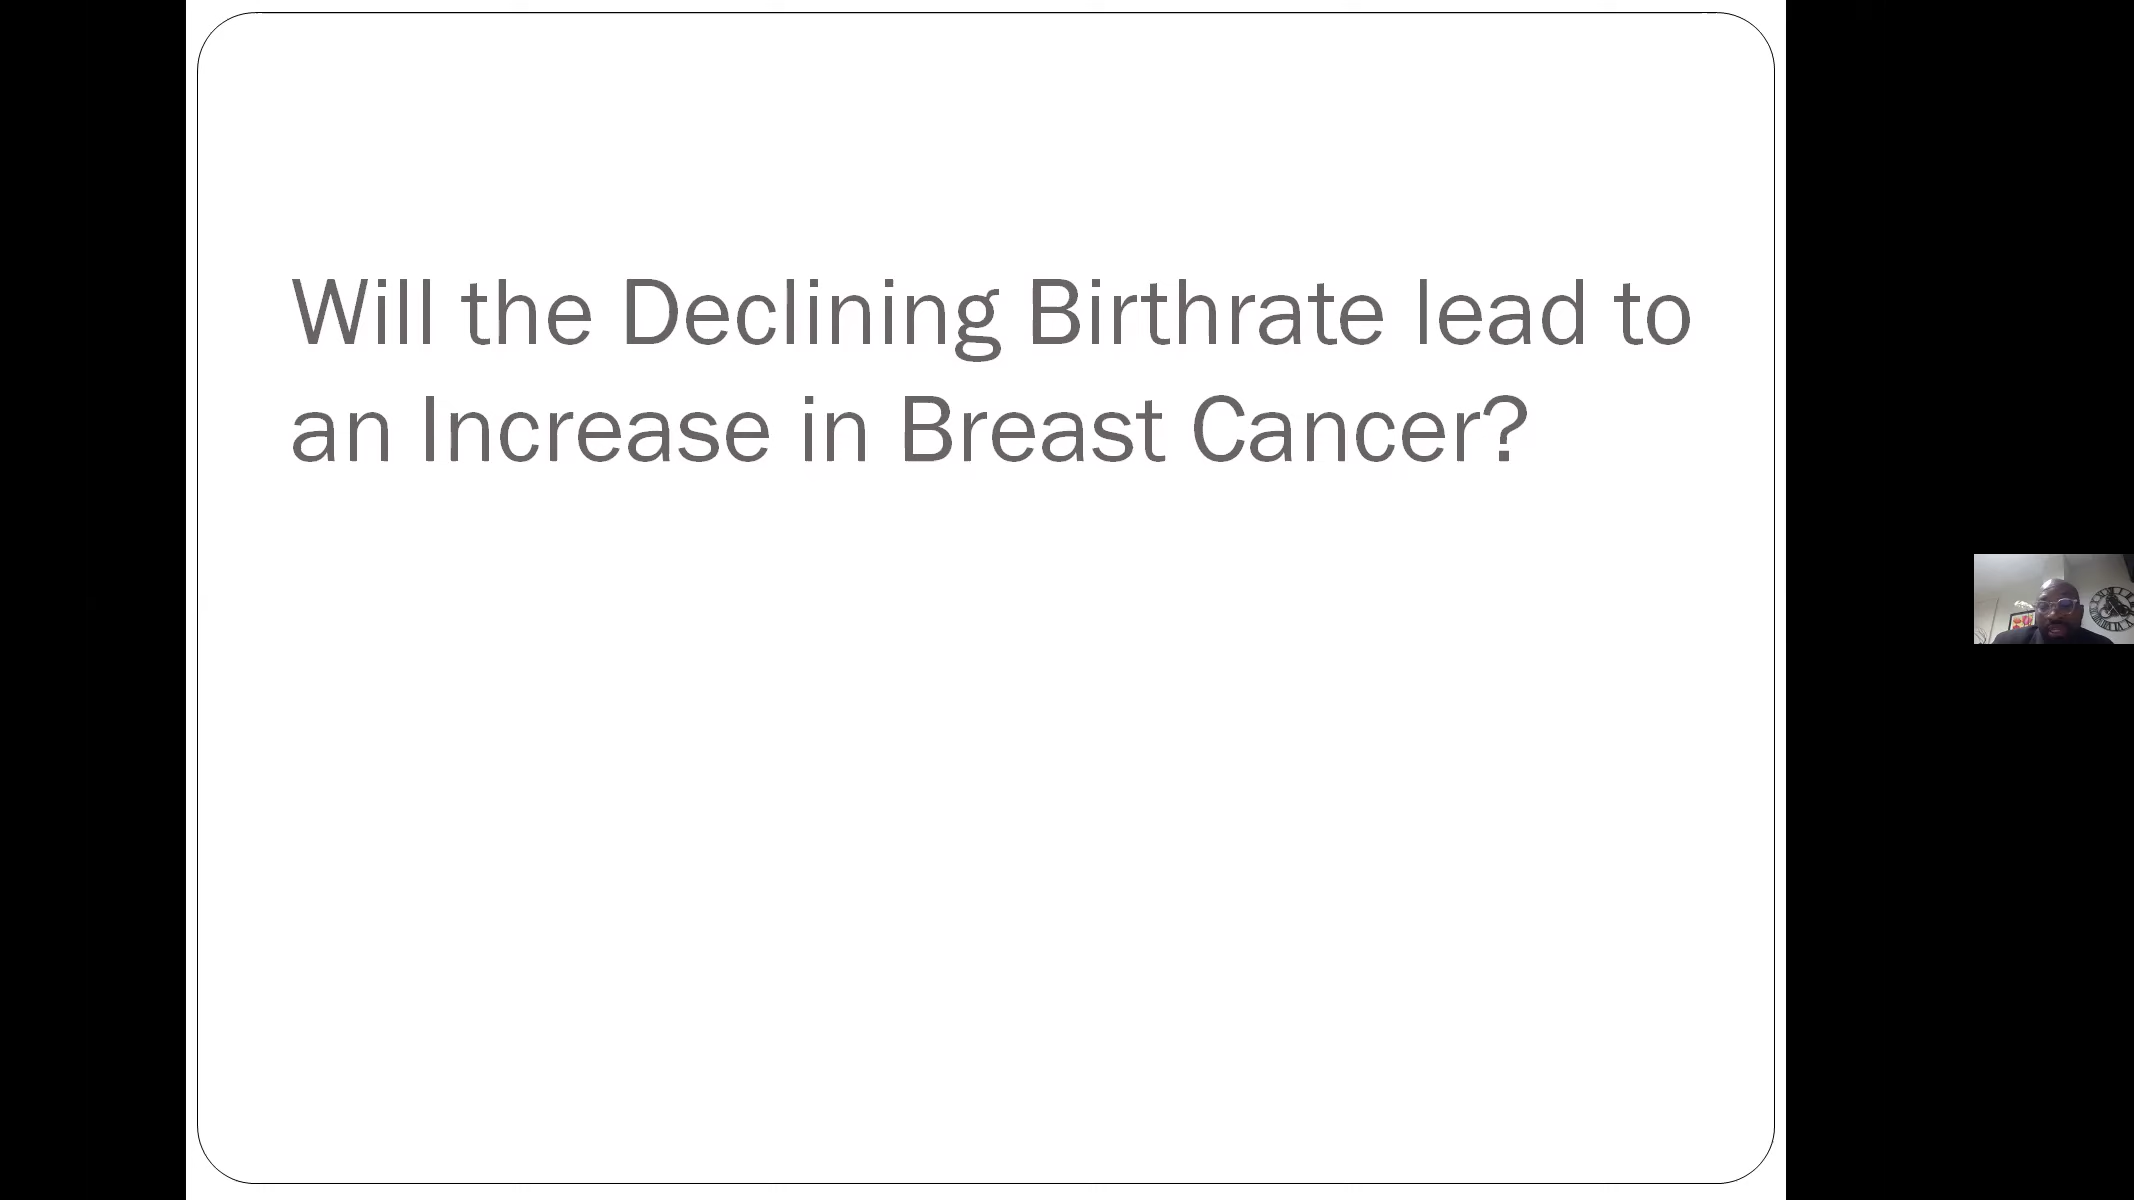 Will the Declining Birthrate lead to
an Increase in Breast Cancer?